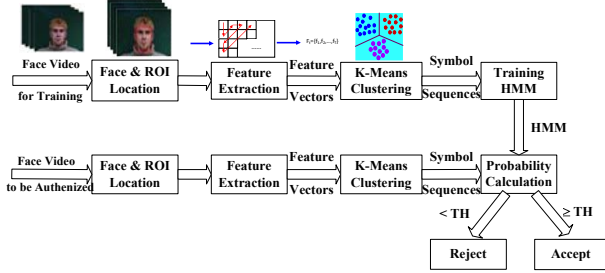 Face Video
for Training
Face & ROI
Location
Feature
Extraction
Feature
Vectors
K-Means
Clustering
Symbol
Sequences
Training
HMM
HMM
Face Video
to be Authenized
Face & ROI
Location
Feature
Extraction
Feature
Vectors
K-Means
Clustering
Symbol
Sequences
Probability
Calculation
< TH
≥ TH
Reject
Accept